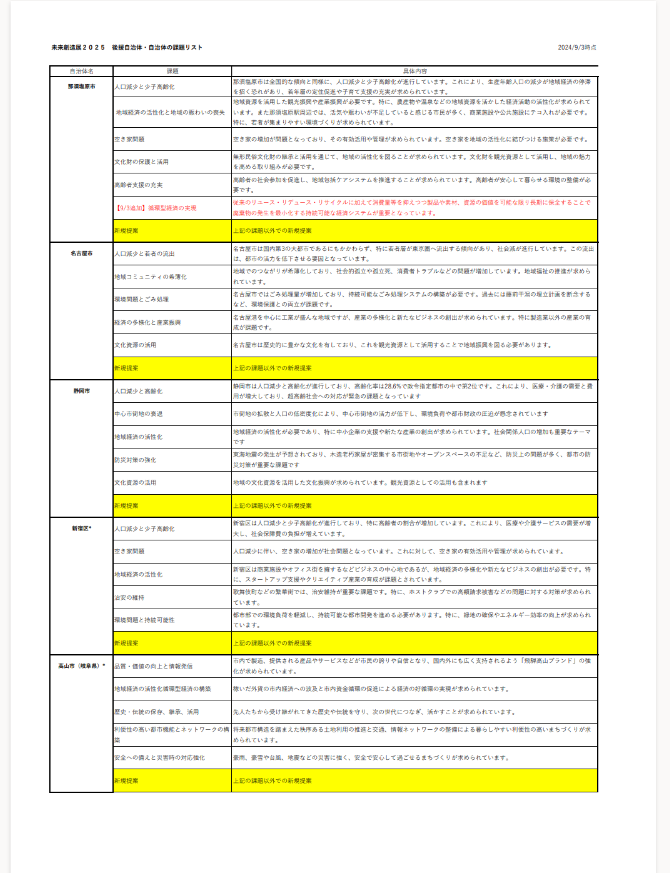 未来創造展２０２５　後援自治体・自治体の課題リスト
2024/9/3時点
自治体名　課題　具体内容
那須塩原市
人口減少と少子高齢化
那須塩原市は全国的な傾向と同様に、人口減少と少子高齢化が進行しています。これにより、生産年齢人口の減少が地域経済の停滞
を招く恐れがあり、若年層の定住促進や子育て支援の充実が求められています。
地域経済の活性化と地域の賑わいの喪失
地域資源を活用した観光振興や産業振興が必要です。特に、農産物や温泉などの地域資源を活かした経済活動の活性化が求められて
います。また那須塩原駅周辺では、活気や賑わいが不足していると感じる市民が多く、商業施設や公共施設にテコ入れが必要です。
特に、若者が集まりやすい環境づくりが求められています。
空き家問題
空き家の増加が問題となっており、その有効活用や管理が求められています。空き家を地域の活性化に結びつける施策が必要です。
文化財の保護と活用
無形民俗文化財の継承と活用を通じて、地域の活性化を図ることが求められています。文化財を観光資源として活用し、地域の魅力
を高める取り組みが必要です。
高齢者支援の充実
高齢者の社会参加を促進し、地域包括ケアシステムを推進することが求められています。高齢者が安心して暮らせる環境の整備が必
要です。
【9/3追加】循環型経済の実現
従来のリユース・リデュース・リサイクルに加えて消費量等を抑えつつ製品や素材、資源の価値を可能な限り長期に保全することで
廃棄物の発生を最小化する持続可能な経済システムが重要となっています。
新規提案
上記の課題以外での新規提案
名古屋市
人口減少と若者の流出
名古屋市は国内第3の大都市であるにもかかわらず、特に若者層が東京圏へ流出する傾向があり、社会減が進行しています。この流出
は、都市の活力を低下させる要因となっています。
地域コミュニティの希薄化
地域でのつながりが希薄化しており、社会的孤立や孤立死、消費者トラブルなどの問題が増加しています。地域福祉の推進が求めら
れています。
環境問題とごみ処理
名古屋市ではごみ処理量が増加しており、持続可能なごみ処理システムの構築が必要です。過去には藤前干潟の埋立計画を断念する
など、環境保護との両立が課題です。
経済の多様化と産業振興
名古屋港を中心に工業が盛んな地域ですが、産業の多様化と新たなビジネスの創出が求められています。特に製造業以外の産業の育
成が課題です。
文化資源の活用
名古屋市は歴史的に豊かな文化を有しており、これを観光資源として活用することで地域振興を図る必要があります。
新規提案
上記の課題以外での新規提案
静岡市
人口減少と高齢化
静岡市は人口減少と高齢化が進行しており、高齢化率は28.6%で政令指定都市の中で第2位です。これにより、医療・介護の需要と費
用が増大しており、超高齢社会への対応が緊急の課題となっています
中心市街地の衰退
市街地の拡散と人口の低密度化により、中心市街地の活力が低下し、環境負荷や都市財政の圧迫が懸念されています
地域経済の活性化
地域経済の活性化が必要であり、特に中小企業の支援や新たな産業の創出が求められています。社会関係人口の増加も重要なテーマ
です
防災対策の強化
東海地震の発生が予想されており、木造老朽家屋が密集する市街地やオープンスペースの不足など、防災上の問題が多く、都市の防
災対策が重要な課題です
文化資源の活用
地域の文化資源を活用した文化振興が求められています。観光資源としての活用も含まれます
新規提案
上記の課題以外での新規提案
新宿区*
人口減少と少子高齢化
新宿区は人口減少と少子高齢化が進行しており、特に高齢者の割合が増加しています。これにより、医療や介護サービスの需要が増
大し、社会保障費の負担が増えています。
空き家問題
人口減少に伴い、空き家の増加が社会問題となっています。これに対して、空き家の有効活用や管理が求められています。
地域経済の活性化
新宿区は商業施設やオフィス街を擁するなどビジネスの中心地であるが、地域経済の多様化や新たなビジネスの創出が必要です。特
に、スタートアップ支援やクリエイティブ産業の育成が課題とされています。
治安の維持
歌舞伎町などの繁華街では、治安維持が重要な課題です。特に、ホストクラブでの高額請求被害などの問題に対する対策が求められ
ています。
環境問題と持続可能性
都市部での環境負荷を軽減し、持続可能な都市開発を進める必要があります。特に、緑地の確保やエネルギー効率の向上が求められ
ています。
新規提案
上記の課題以外での新規提案
高山市（岐阜県）*
品質・価値の向上と情報発信
市内で製造、提供される産品やサービスなどが市民の誇りや自信となり、国内外にも広く支持されるよう「飛騨高山ブランド」の強
化が求められています。
地域経済の活性化循環型経済の構築
稼いだ外貨の市内経済への波及と市内資金循環の促進による経済の好循環の実現が求められています。
歴史・伝統の保存、継承、活用
先人たちから受け継がれてきた歴史や伝統を守り、次の世代につなぎ、活かすことが求められています。
利便性の高い都市機能とネットワークの構
築
将来都市構造を踏まえた秩序ある土地利用の推進と交通、情報ネットワークの整備による暮らしやすい利便性の高いまちづくりが求
められています。
安全への備えと災害時の対応強化
豪雨、豪雪や台風、地震などの災害に強く、安全で安心して過ごせるまちづくりが求められています。
新規提案
上記の課題以外での新規提案